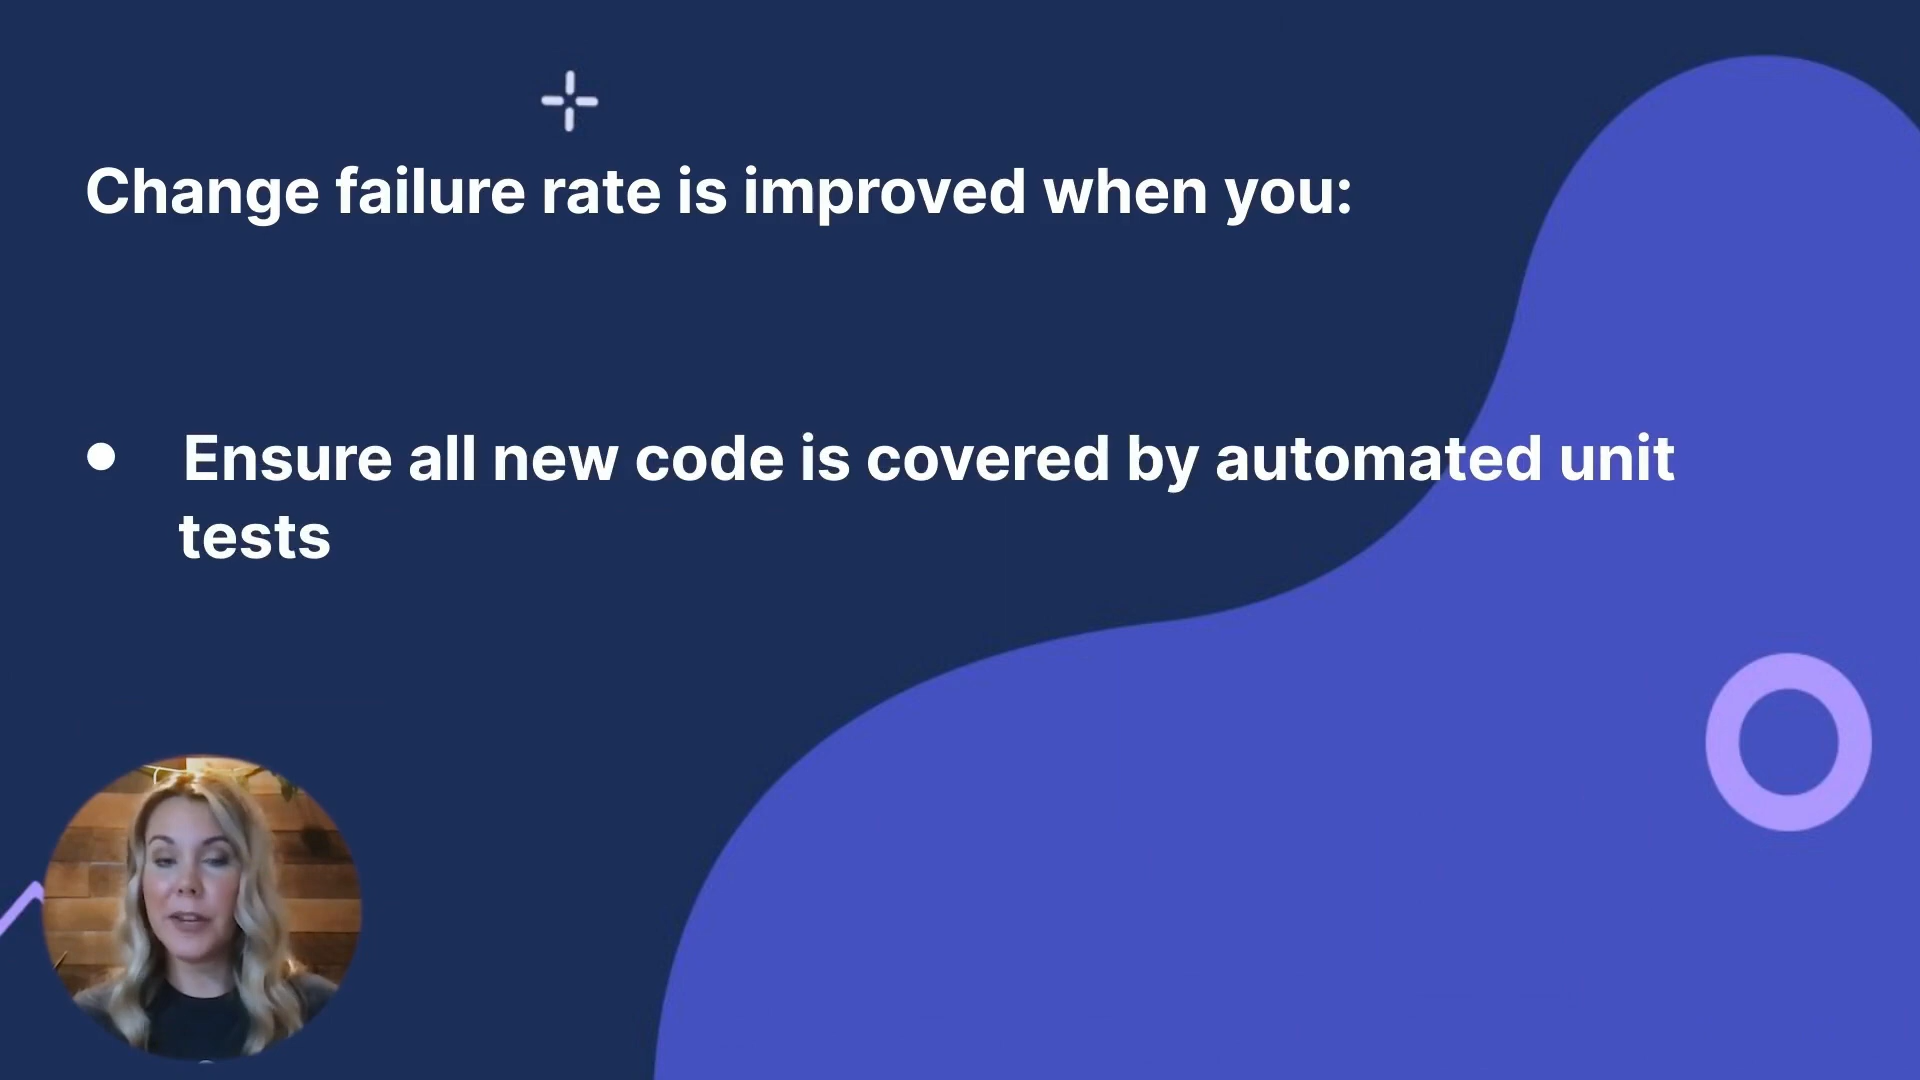 Change failure rate is improved when you:
● Ensure all new code is covered by automated unit
tests